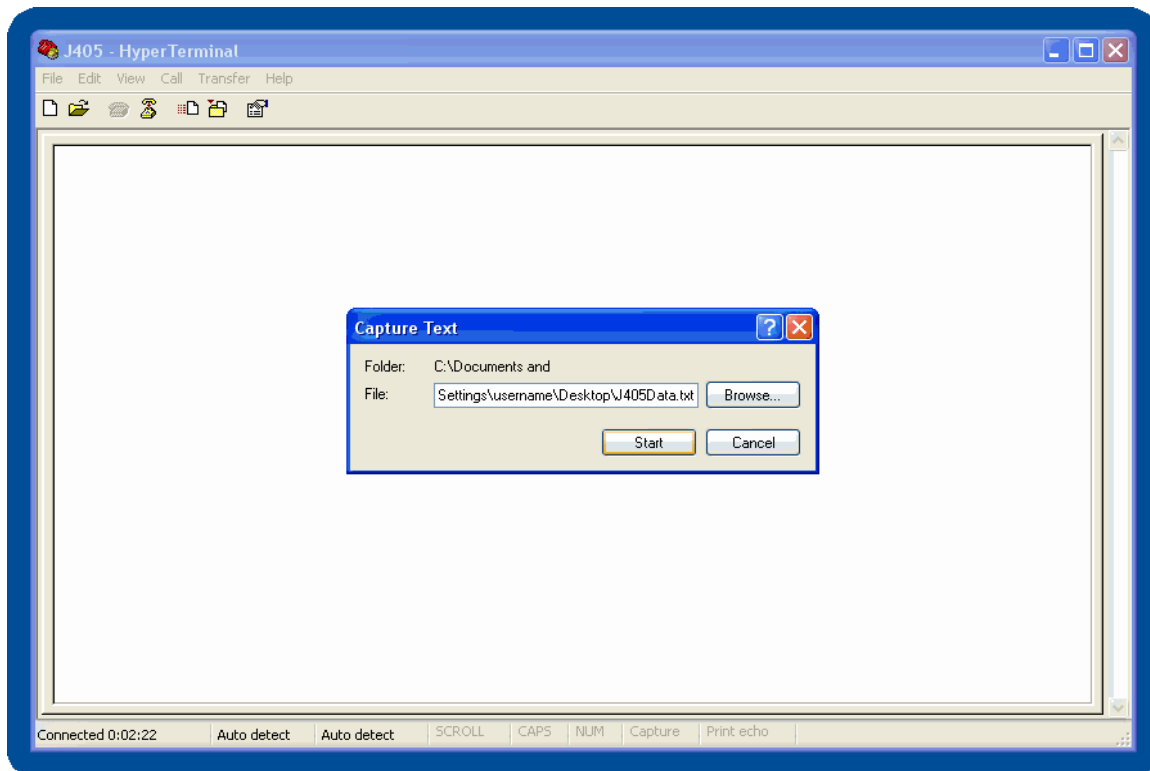 J405 - HyperTerminal
File Edit View Call Transfer Help
Capture Text
Folder: C:\Documents and
File: Settings\username\Desktop\J405Data.txt Browse...
Start Cancel
Connected 0:02:22 Auto detect Auto detect SCROLL CAPS NUM Capture Print echo